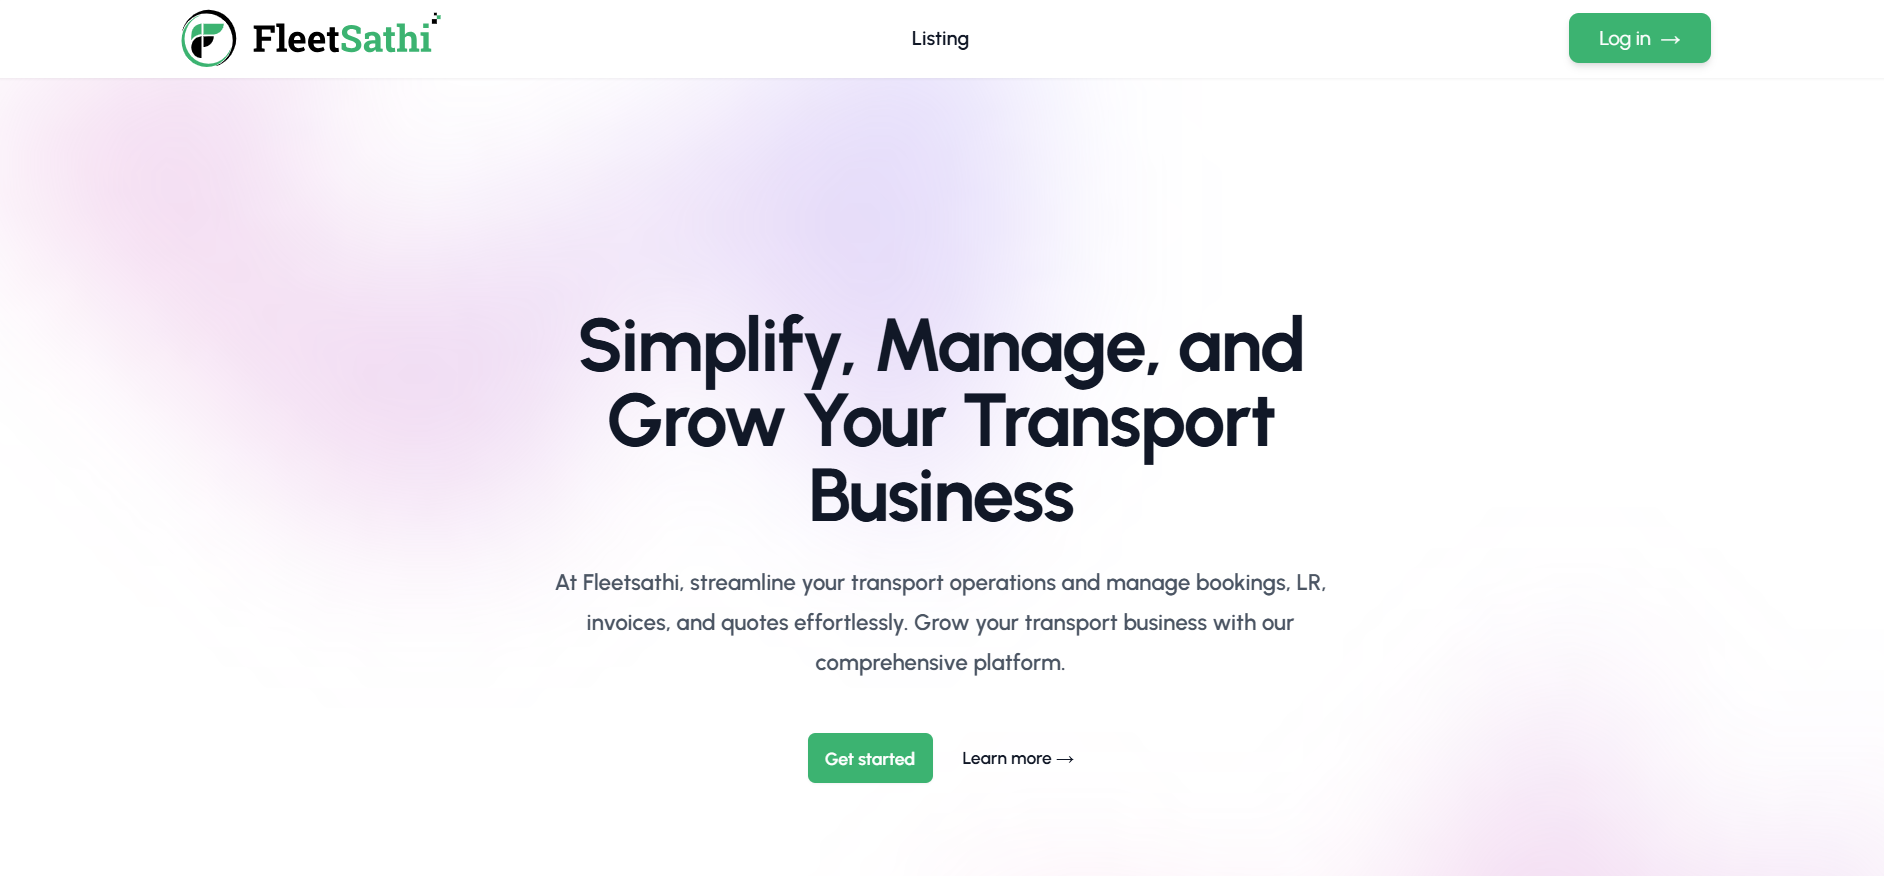 FleetSathi
Listing
Log in →
Simplify, Manage, and
Grow Your Transport
Business
At Fleetsathi, streamline your transport operations and manage bookings, LR,
invoices, and quotes effortlessly. Grow your transport business with our
comprehensive platform.
Get started
Learn more →